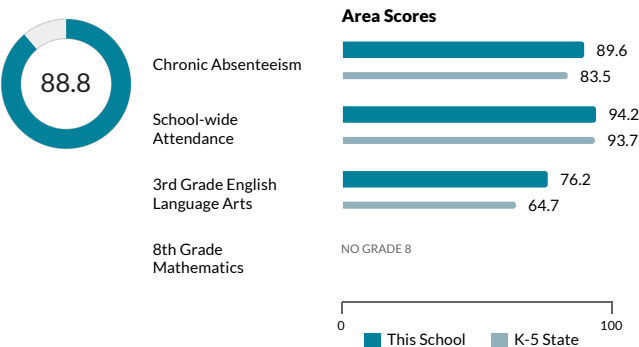 Area Scores
88.8
Chronic Absenteeism
89.6
83.5
School-wide
Attendance
94.2
93.7
3rd Grade English
Language Arts
76.2
64.7
8th Grade
Mathematics
NO GRADE 8
0
100
This School
K-5 State